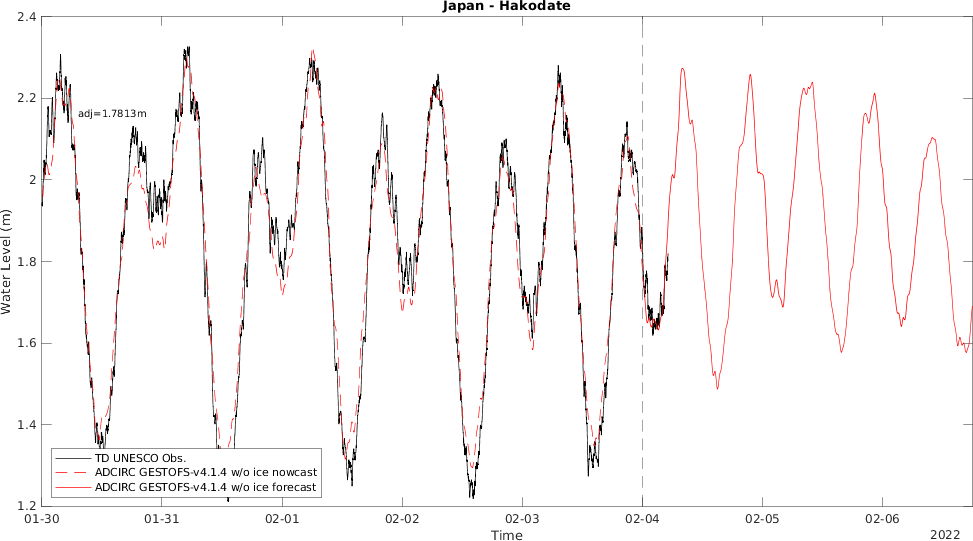 Japan - Hakodate
Water Level (m)
2.4
2.2
2
1.8
1.6
1.4
1.2
adj=1.7813m
TD UNESCO Obs.
ADCIRC GESTOFS-v4.1.4 w/o ice nowcast
ADCIRC GESTOFS-v4.1.4 w/o ice forecast
01-30 01-31 02-01 02-02 02-03 02-04 02-05 02-06
Time
2022